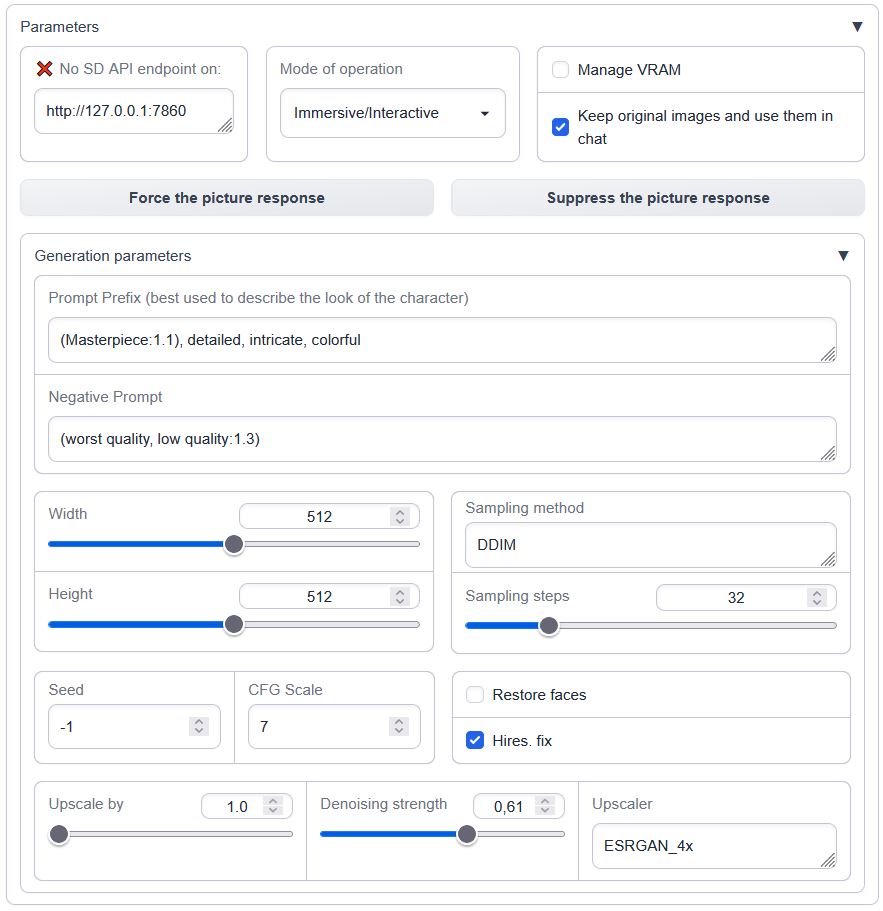 Parameters ▼
❌ No SD API endpoint on:
http://127.0.0.1:7860
Mode of operation
Immersive/Interactive
Manage VRAM
Keep original images and use them in
chat
Force the picture response
Suppress the picture response
Generation parameters ▼
Prompt Prefix (best used to describe the look of the character)
(Masterpiece:1.1), detailed, intricate, colorful
Negative Prompt
(worst quality, low quality:1.3)
Width
512
Height
512
Sampling method
DDIM
Sampling steps
32
Seed
-1
CFG Scale
7
Restore faces
Hires. fix
Upscale by
1.0
Denoising strength
0,61
Upscaler
ESRGAN_4x